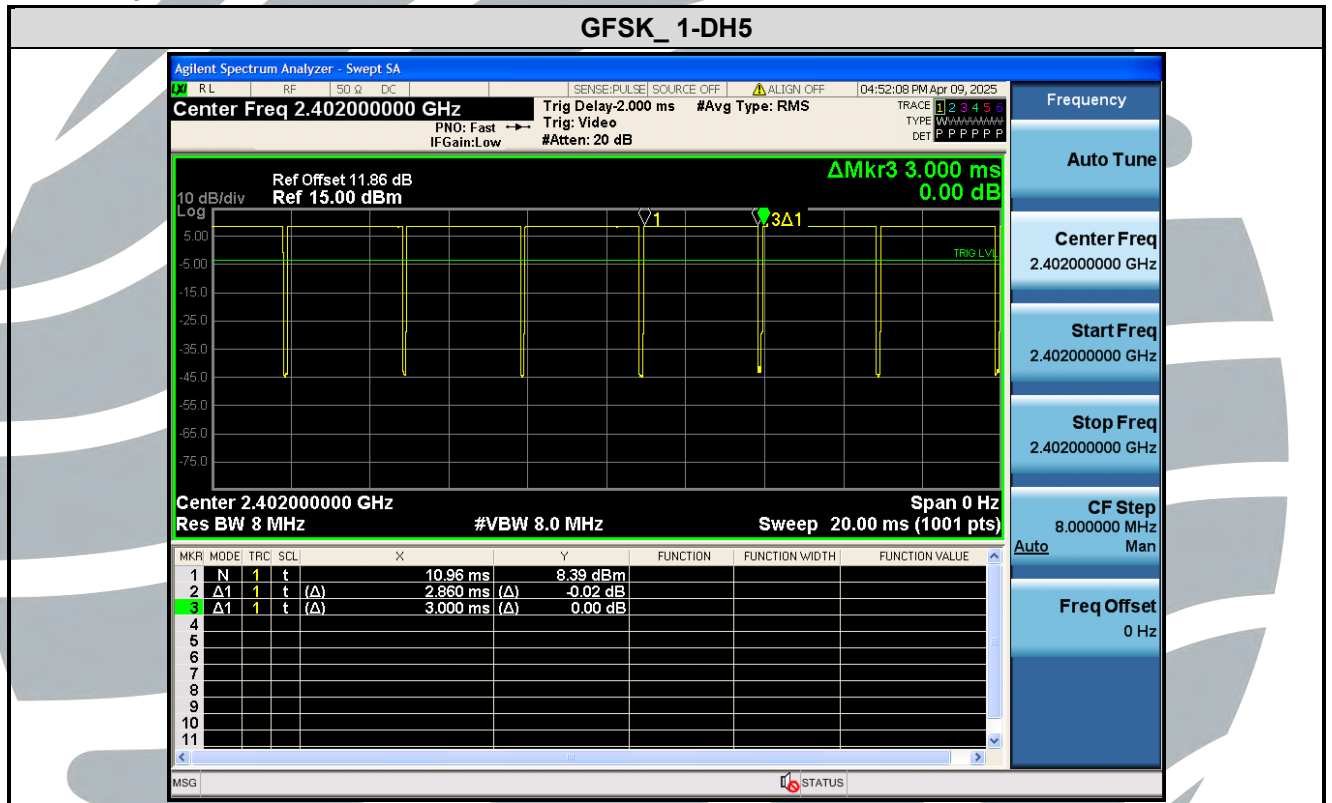 GFSK_ 1-DH5
Agilent Spectrum Analyzer - Swept SA
LXI RL RF 50 Ω DC SENSE:PULSE SOURCE OFF ALIGN OFF 04:52:08 PM Apr 09, 2025
Center Freq 2.402000000 GHz
PNO: Fast
IFGain:Low
Trig Delay-2.000 ms #Avg Type: RMS
Trig: Video
#Atten: 20 dB
TRACE 1 2 3 4 5 6
TYPE WWWWWW
DET P P P P P P
ΔMkr3 3.000 ms
0.00 dB
Ref Offset 11.86 dB
10 dB/div Ref 15.00 dBm
Log
1
3Δ1
5.00
TRIG LVL
-5.00
-15.0
-25.0
-35.0
-45.0
-55.0
-65.0
-75.0
Center 2.402000000 GHz Span 0 Hz
Res BW 8 MHz #VBW 8.0 MHz Sweep 20.00 ms (1001 pts)
MKR MODE TRC SCL X Y FUNCTION FUNCTION WIDTH FUNCTION VALUE
1 N 1 t 10.96 ms 8.39 dBm
2 Δ1 1 t (Δ) 2.860 ms (Δ) -0.02 dB
3 Δ1 1 t (Δ) 3.000 ms (Δ) 0.00 dB
4
5
6
7
8
9
10
11
MSG STATUS
Frequency
Auto Tune
Center Freq
2.402000000 GHz
Start Freq
2.402000000 GHz
Stop Freq
2.402000000 GHz
CF Step
8.000000 MHz
Auto Man
Freq Offset
0 Hz